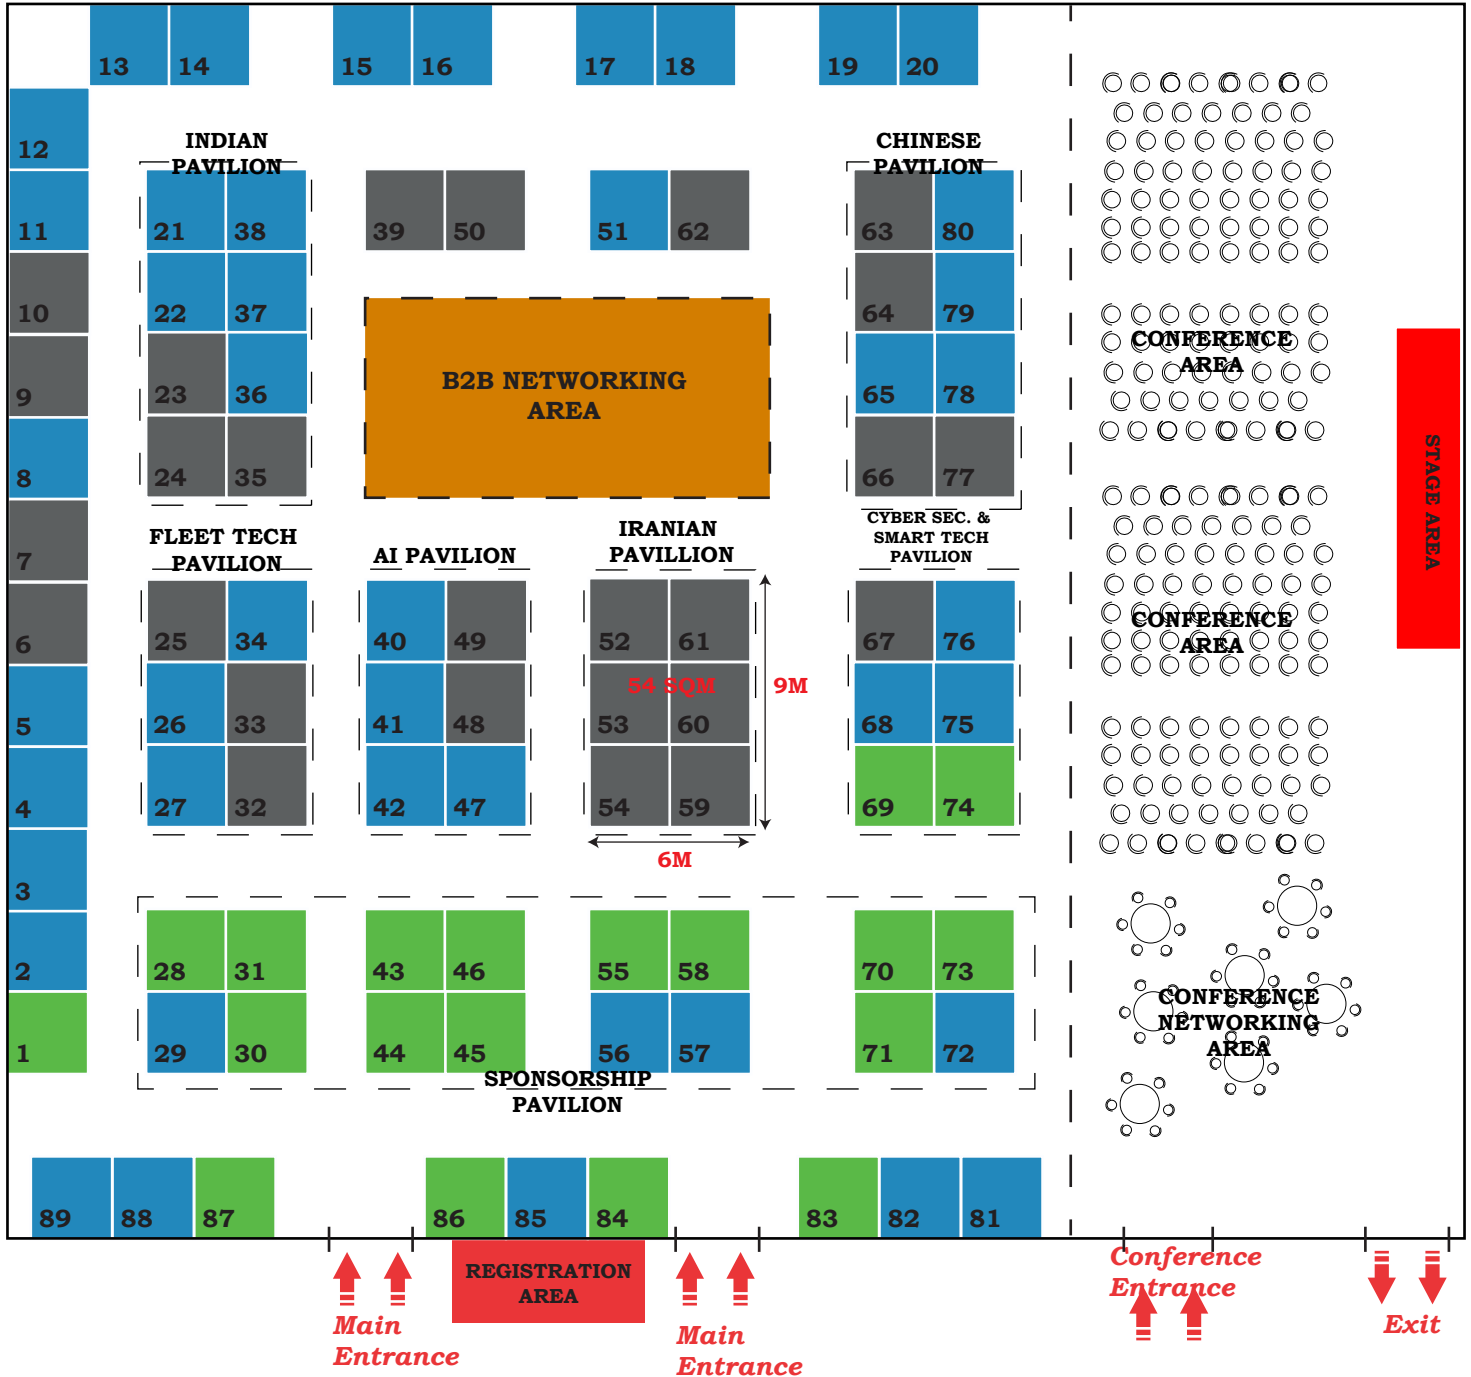 13 14 15 16 17 18 19 20
12
INDIAN
PAVILION
CHINESE
PAVILION
11 21 38 39 50 51 62 63 80
10 22 37 64 79
CONFERENCE
AREA
B2B NETWORKING
AREA
9 23 36 65 78
8 24 35 66 77
STAGE AREA
FLEET TECH
PAVILION
AI PAVILION
IRANIAN
PAVILLION
CYBER SEC. &
SMART TECH
PAVILION
7
6 25 34 40 49 52 61 67 76
CONFERENCE
AREA
54 SQM
9M
5 26 33 41 48 53 60 68 75
4 27 32 42 47 54 59 69 74
6M
3
2 28 31 43 46 55 58 70 73
CONFERENCE
NETWORKING
AREA
1 29 30 44 45 56 57 71 72
SPONSORSHIP
PAVILION
89 88 87 86 85 84 83 82 81
REGISTRATION
AREA
Main
Entrance
Main
Entrance
Conference
Entrance
Exit